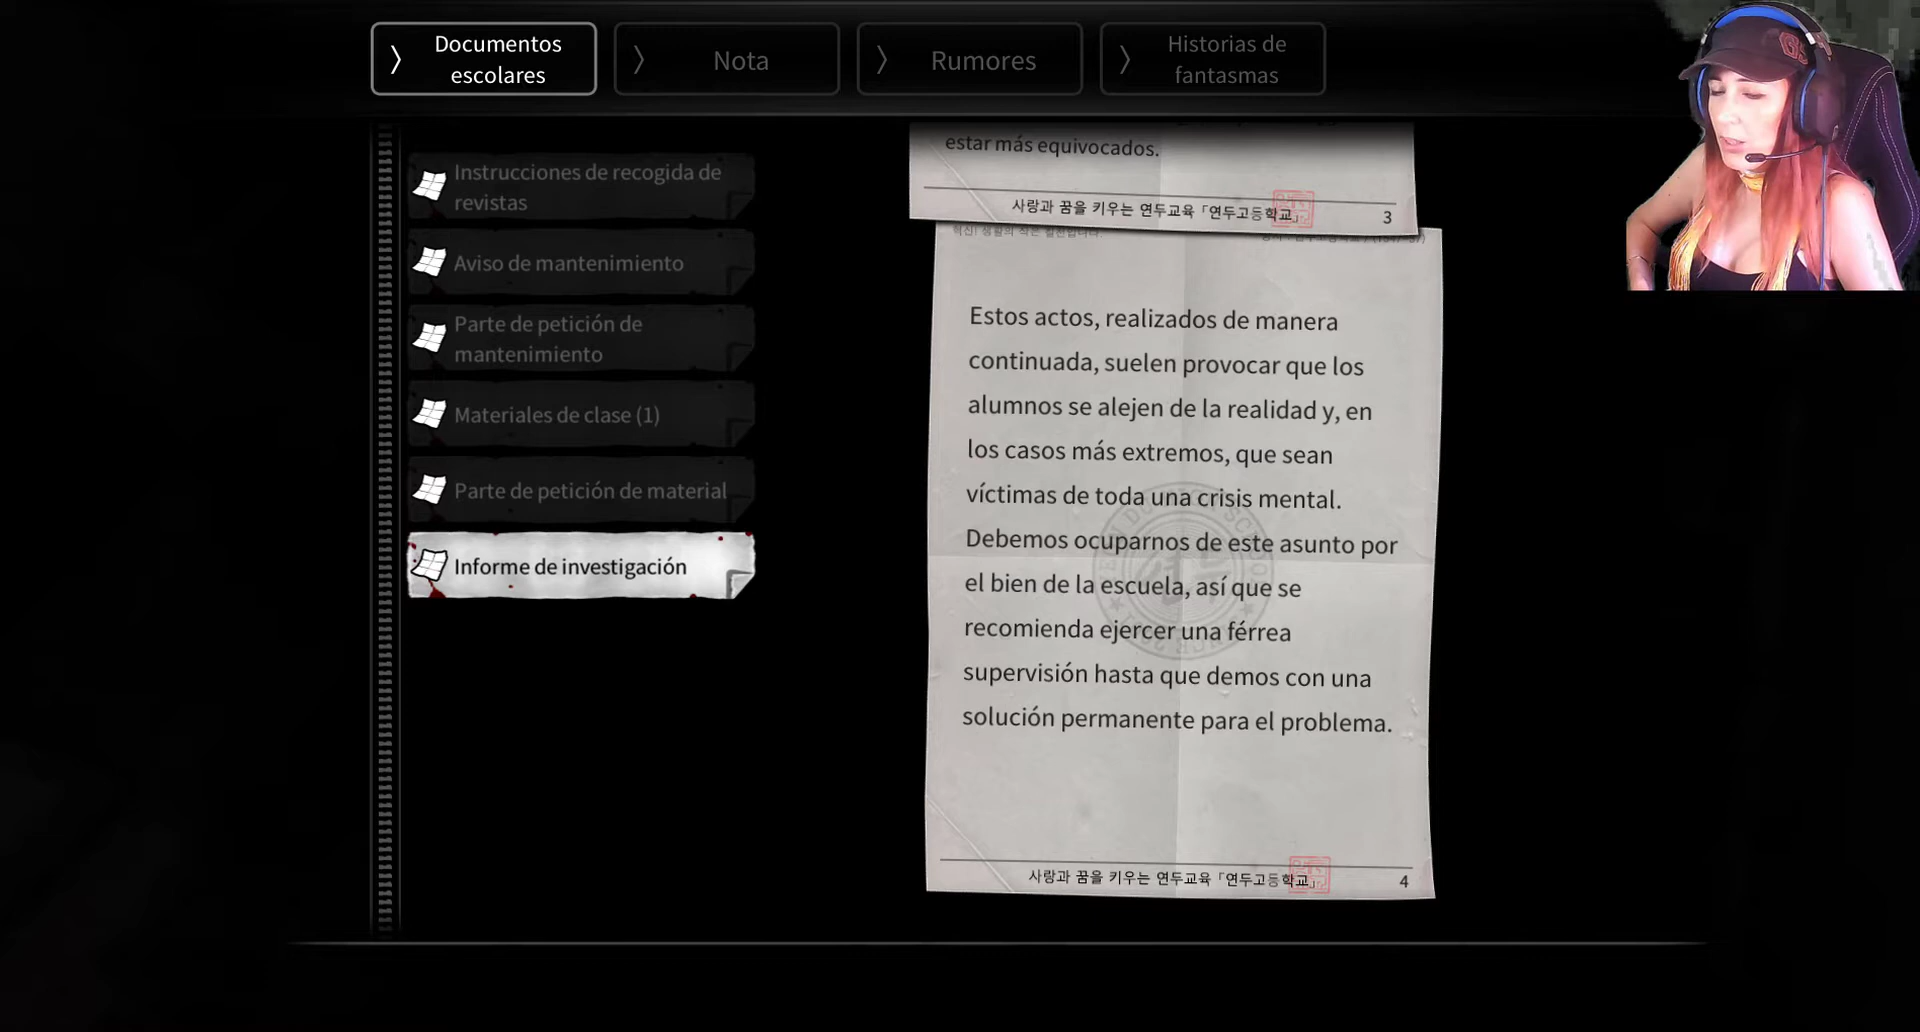 Documentos
escolares
Nota
Rumores
Historias de
fantasmas
Instrucciones de recogida de
revistas
Aviso de mantenimiento
Parte de petición de
mantenimiento
Materiales de clase (1)
Parte de petición de material
Informe de investigación
estar más equivocados.
사랑과 꿈을 키우는 연두교육「연두고등학교」
3
Estos actos, realizados de manera
continuada, suelen provocar que los
alumnos se alejen de la realidad y, en
los casos más extremos, que sean
víctimas de toda una crisis mental.
Debemos ocuparnos de este asunto por
el bien de la escuela, así que se
recomienda ejercer una férrea
supervisión hasta que demos con una
solución permanente para el problema.
사랑과 꿈을 키우는 연두교육「연두고등학교」
4